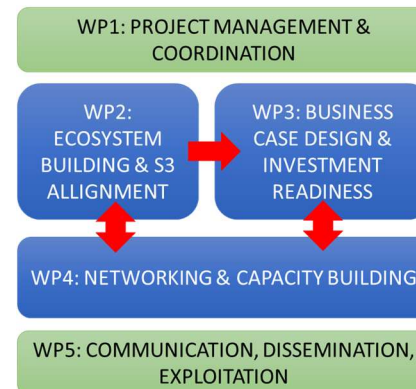 WP1: PROJECT MANAGEMENT &
COORDINATION
WP2:
ECOSYSTEM
BUILDING & S3
ALLIGNMENT
WP3: BUSINESS
CASE DESIGN &
INVESTMENT
READINESS
WP4: NETWORKING & CAPACITY BUILDING
WP5: COMMUNICATION, DISSEMINATION,
EXPLOITATION